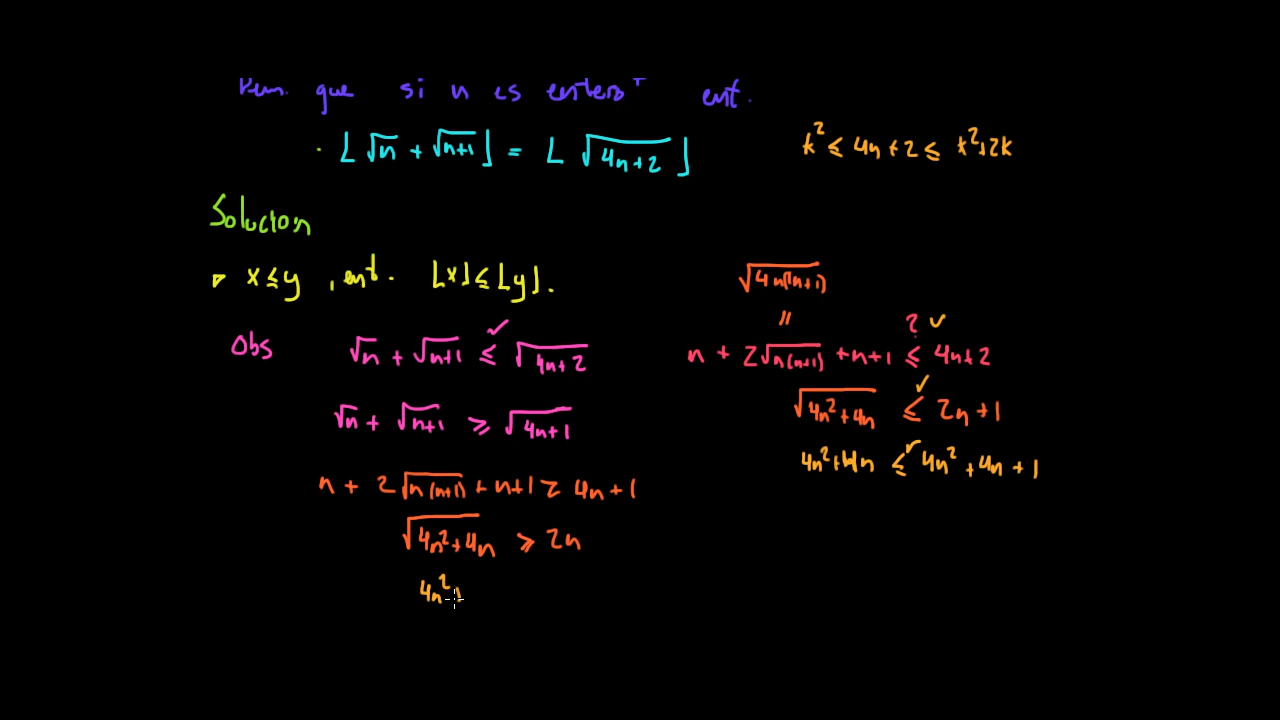 Dem. que si n es entero⁺ ent.
· ⌊√n + √(n+1)⌋ = ⌊√(4n+2)⌋
k² ≤ 4n+2 ≤ k²+2k
Solucion
x ≤ y, ent. ⌊x⌋ ≤ ⌊y⌋.
Obs √n + √(n+1) ≤ √(4n+2) ✓
√n + √(n+1) ≥ √(4n+1)
n + 2√(n(n+1)) + n+1 ≥ 4n+1
√(4n²+4n) ≥ 2n
4n²+
√(4n(n+1))
=
n + 2√(n(n+1)) + n+1 ≤ 4n+2 ? ✓
√(4n²+4n) ≤ 2n+1 ✓
4n²+4n ≤ 4n²+4n+1 ✓